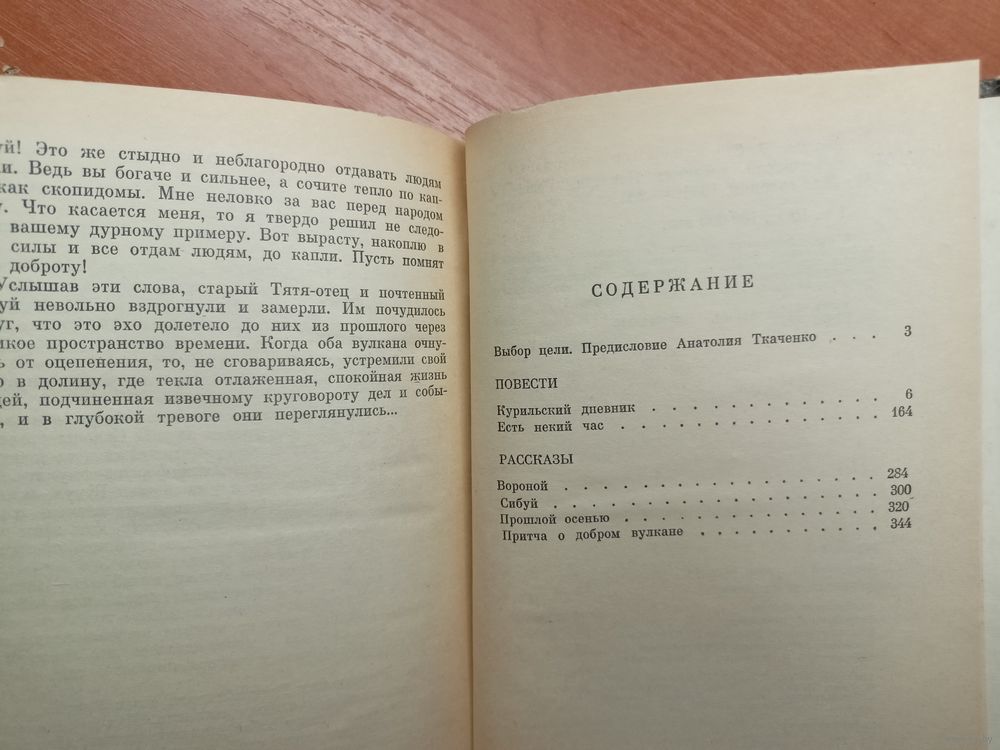 уй! Это же стыдно и неблагородно отдавать людям
и. Ведь вы богаче и сильнее, а сочите тепло по кап-
как скопидомы. Мне неловко за вас перед народом
у. Что касается меня, то я твердо решил не следо-
вашему дурному примеру. Вот вырасту, накоплю в
силы и все отдам людям, до капли. Пусть помнят
доброту!
Услышав эти слова, старый Тятя-отец и почтенный
уй невольно вздрогнули и замерли. Им почудилось
уг, что это эхо долетело до них из прошлого через
кое пространство времени. Когда оба вулкана очну-
ь от оцепенения, то, не сговариваясь, устремили свой
р в долину, где текла отлаженная, спокойная жизнь
дей, подчиненная извечному круговороту дел и собы-
, и в глубокой тревоге они переглянулись...
СОДЕРЖАНИЕ
Выбор цели. Предисловие Анатолия Ткаченко . . . 3
ПОВЕСТИ
Курильский дневник . . . . . . . . . . 6
Есть некий час . . . . . . . . . . . 164
РАССКАЗЫ
Вороной . . . . . . . . . . . . . 284
Сибуй . . . . . . . . . . . . . 300
Прошлой осенью . . . . . . . . . . 320
Притча о добром вулкане . . . . . . . 344